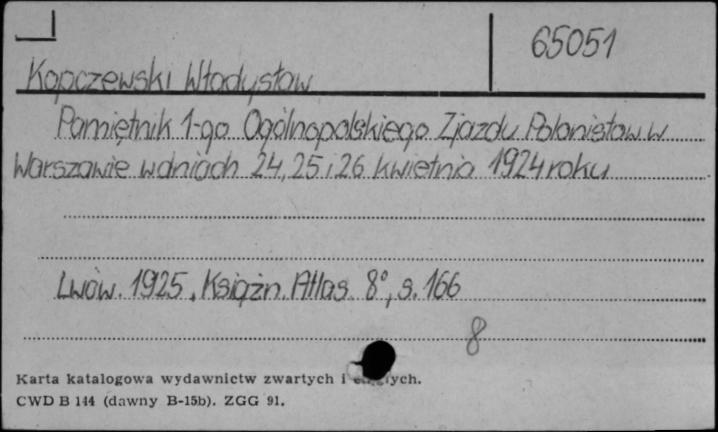 65051
Kopczewski Władysław
Pamiętnik 1-go Ogólnopolskiego Zjazdu Polonistow w
Warszawie w dniach 24, 25 i 26 kwietnia 1924 roku
Lwów. 1925, Książn. Atlas 8°, s. 166
8
Karta katalogowa wydawnictw zwartych i
CWD B 144 (dawny B-15b). ZGG 91.